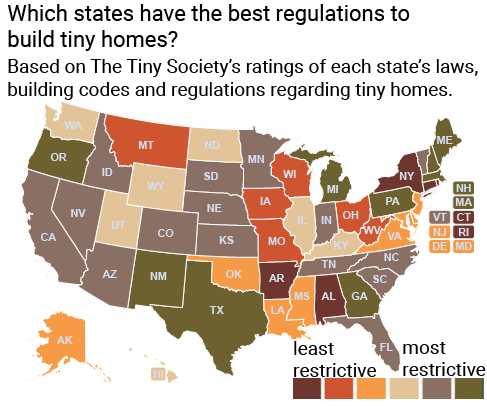 Which states have the best regulations to
build tiny homes?
Based on The Tiny Society's ratings of each state's laws,
building codes and regulations regarding tiny homes.
WA
MT
ND
MN
ME
OR
ID
SD
WI
MI
NY
WY
NH
MA
NV
NE
IA
PA
VT CT
UT
CO
IL
IN
OH
NJ RI
CA
KS
MO
KY
WV
VA
DE MD
AZ
NM
OK
AR
TN
NC
SC
TX
LA
MS
AL
GA
AK
HI
FL
least
restrictive
most
restrictive